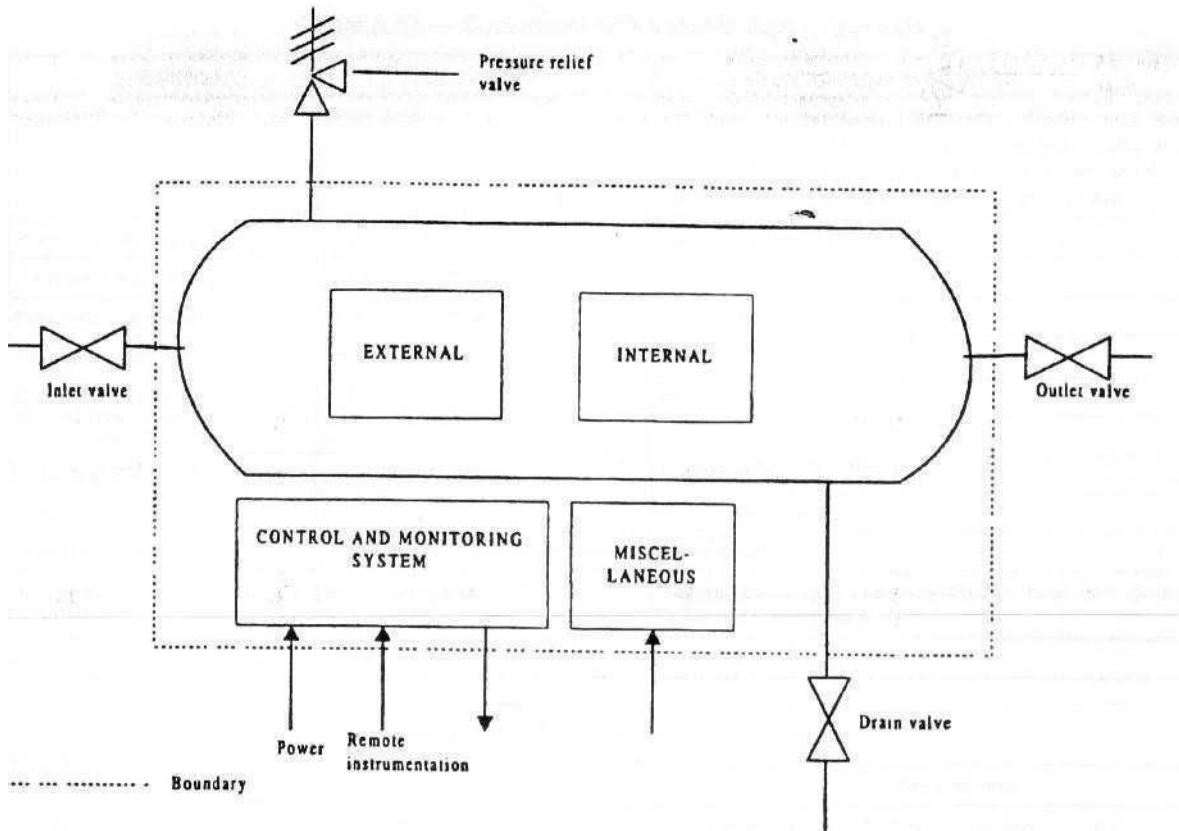 Pressure relief
valve
EXTERNAL
INTERNAL
Inlet valve
Outlet valve
CONTROL AND MONITORING
SYSTEM
MISCEL-
LANEOUS
Power
Remote
instrumentation
Drain valve
Boundary